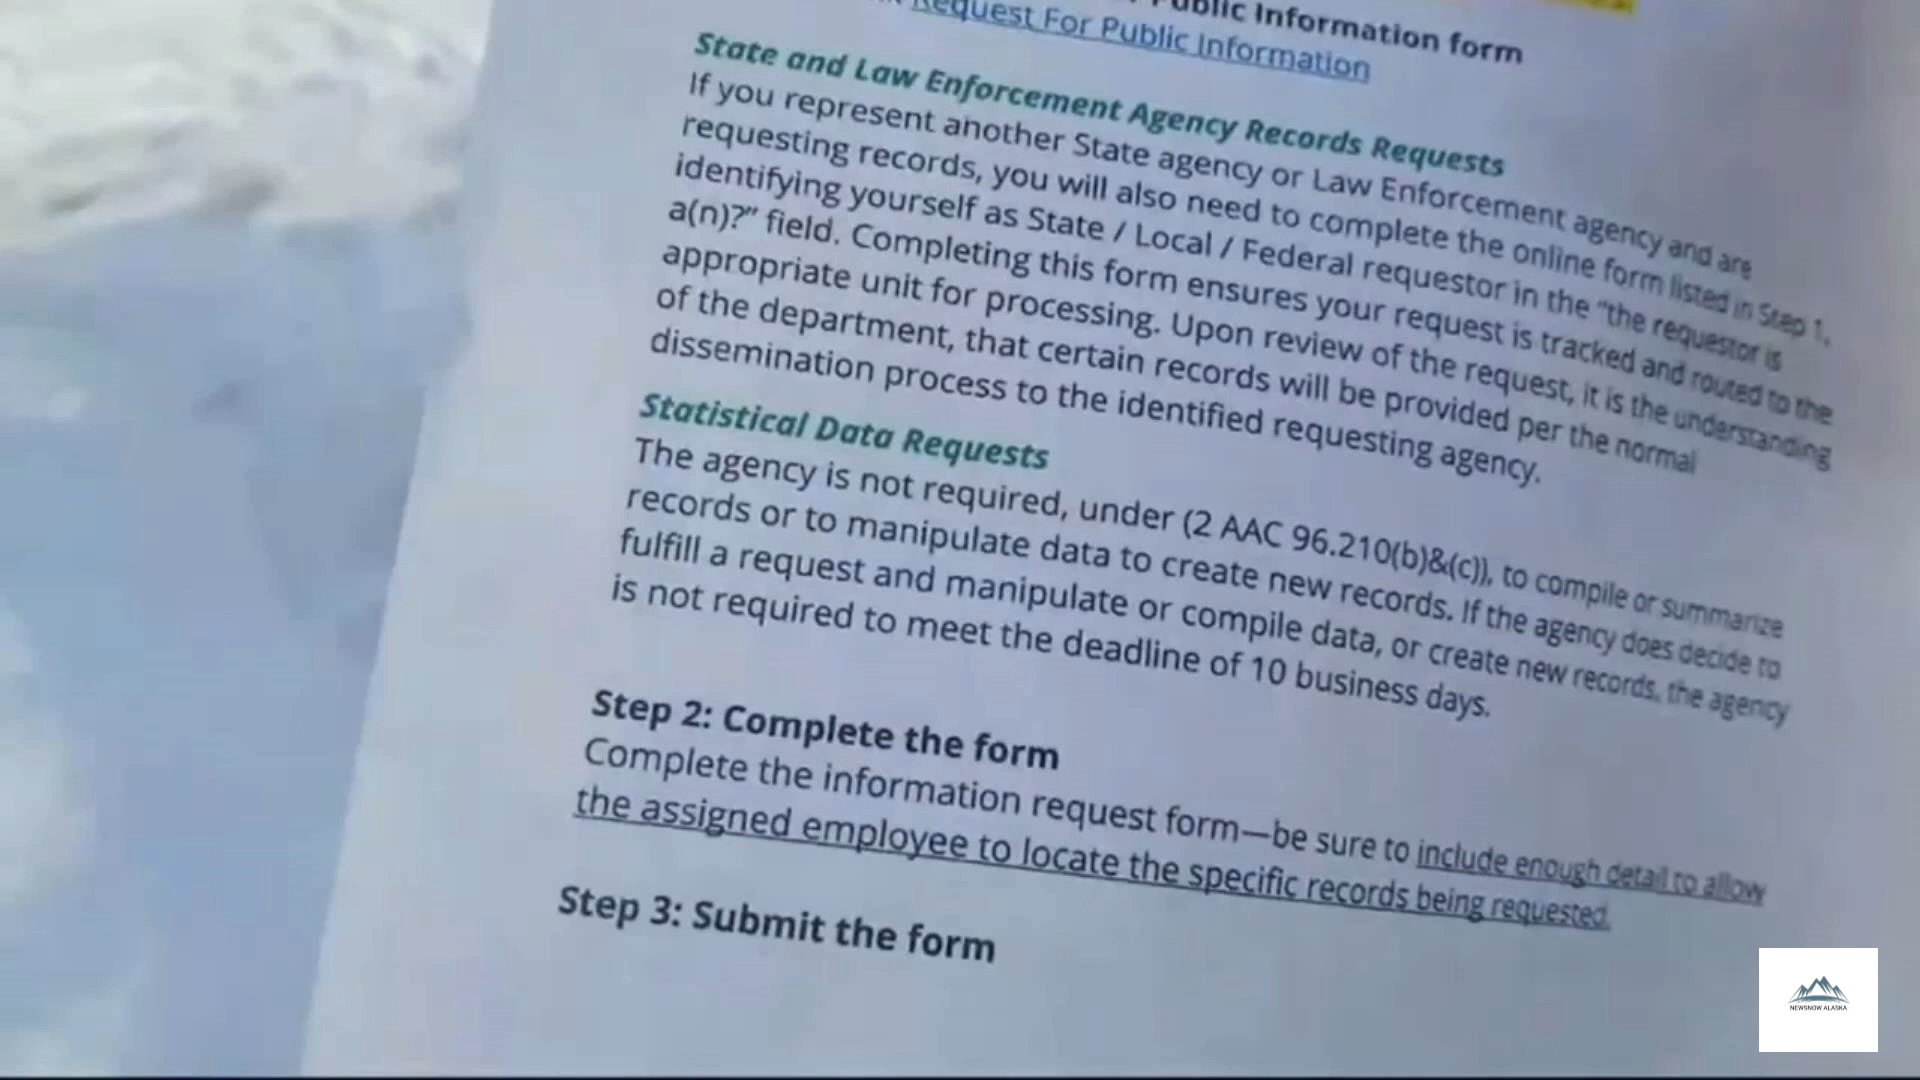 Public Information form
Request For Public Information
State and Law Enforcement Agency Records Requests
If you represent another State agency or Law Enforcement agency and are
requesting records, you will also need to complete the online form listed in Step 1,
identifying yourself as State / Local / Federal requestor in the “the requestor is
a(n)?” field. Completing this form ensures your request is tracked and routed to the
appropriate unit for processing. Upon review of the request, it is the understanding
of the department, that certain records will be provided per the normal
dissemination process to the identified requesting agency.
Statistical Data Requests
The agency is not required, under (2 AAC 96.210(b)&(c)), to compile or summarize
records or to manipulate data to create new records. If the agency does decide to
fulfill a request and manipulate or compile data, or create new records, the agency
is not required to meet the deadline of 10 business days.
Step 2: Complete the form
Complete the information request form—be sure to include enough detail to allow
the assigned employee to locate the specific records being requested.
Step 3: Submit the form
NEWSNOW ALASKA